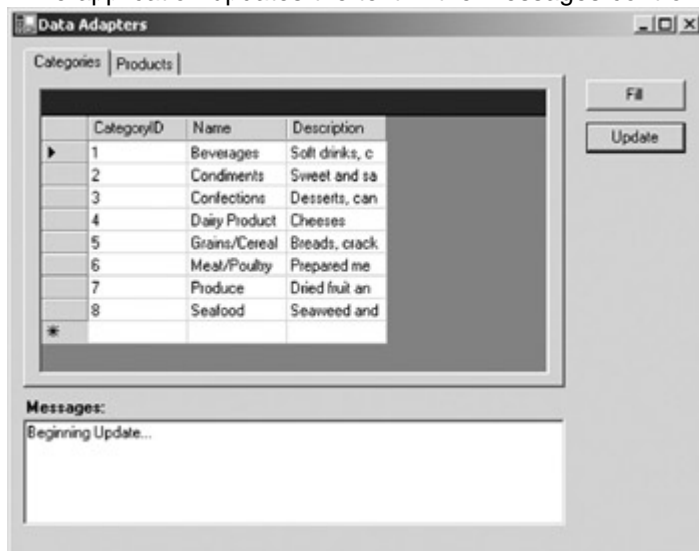 Data Adapters
Categories Products
Fill
Update
CategoryID Name Description
1 Beverages Soft drinks, c
2 Condiments Sweet and sa
3 Confections Desserts, can
4 Dairy Product Cheeses
5 Grains/Cereal Breads, crack
6 Meat/Poultry Prepared me
7 Produce Dried fruit an
8 Seafood Seaweed and
Messages:
Beginning Update...